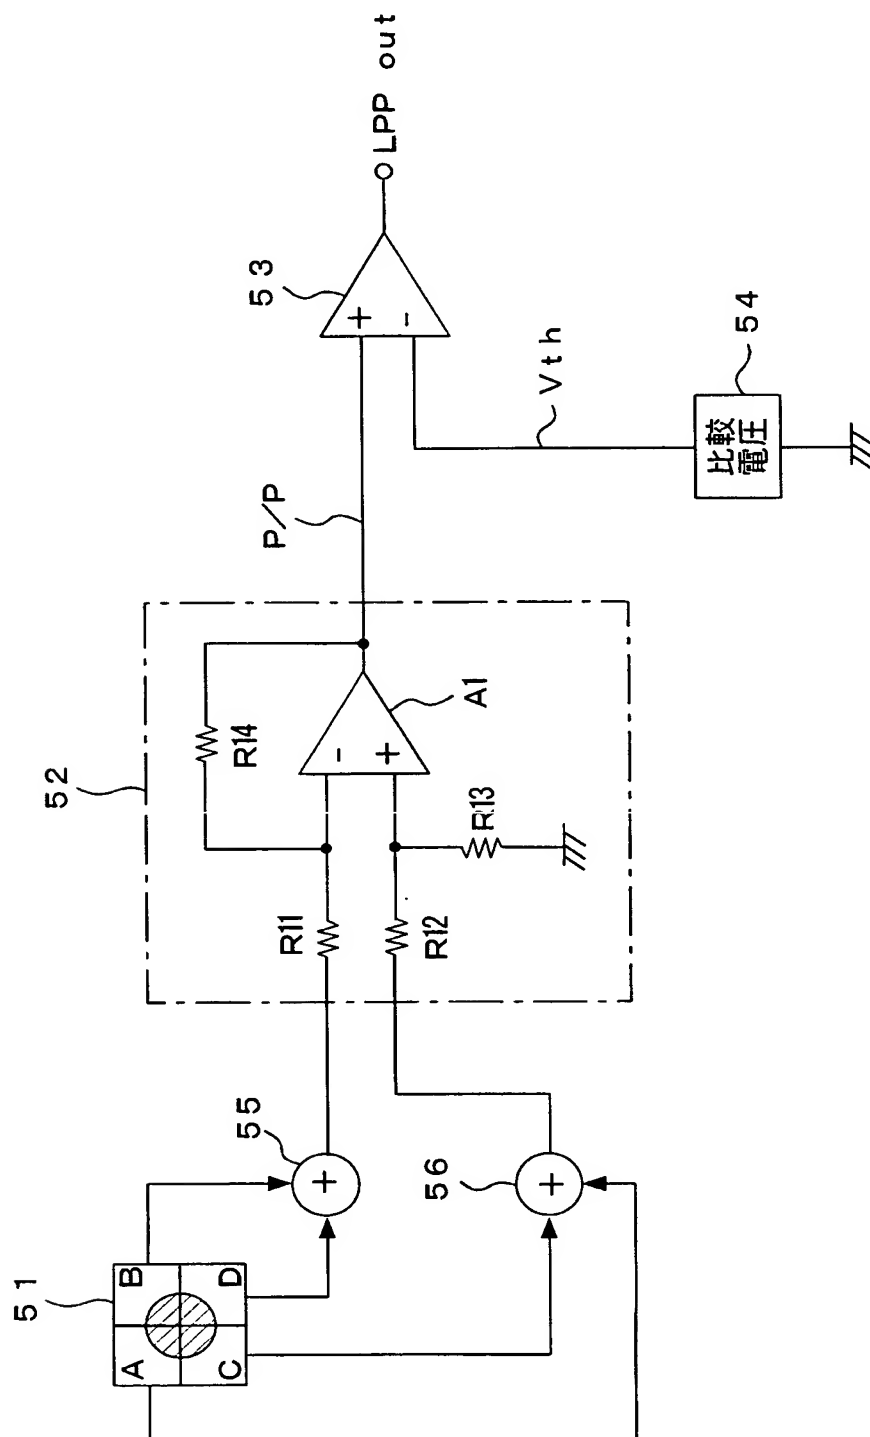 51
A
B
C
D
55
56
52
R11
R12
R13
R14
A1
P/P
53
Vth
54
比較
電圧
LPP out
+
+
-
+
+
-